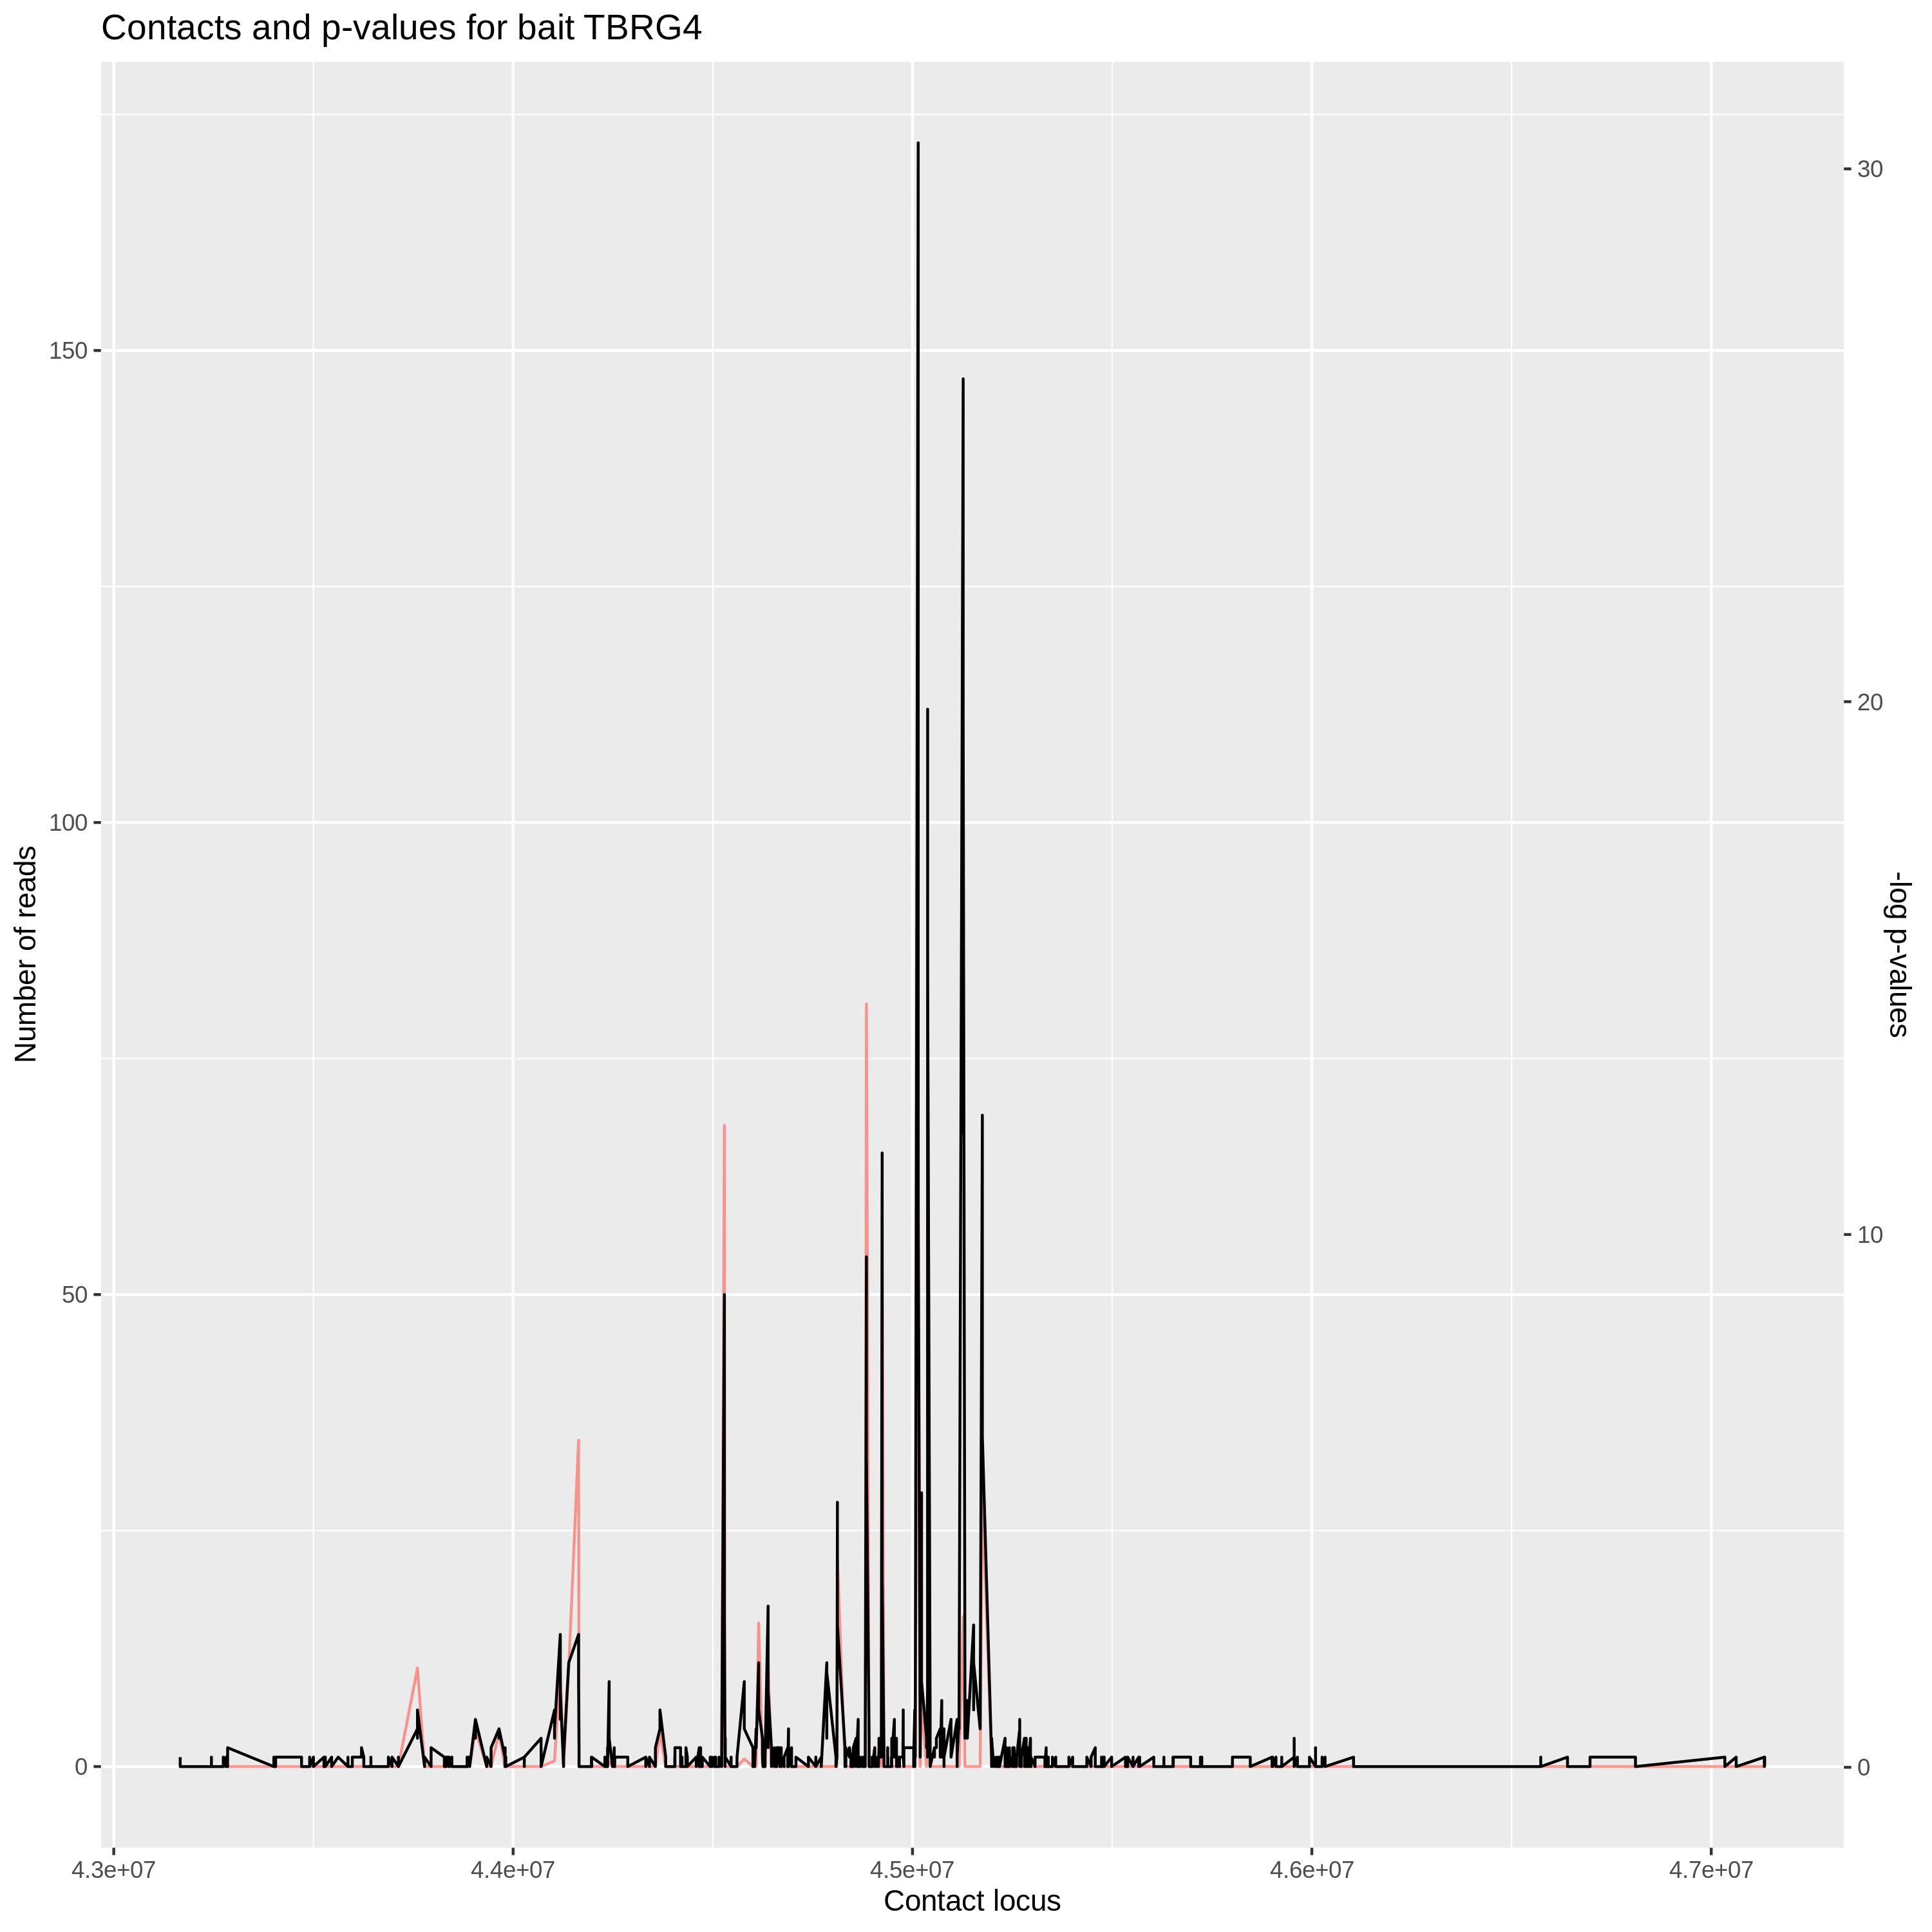 Contacts and p-values for bait TBRG4
Number of reads
150
100
50
0
30
20
10
0
-log p-values
4.3e+07
4.4e+07
4.5e+07
4.6e+07
4.7e+07
Contact locus